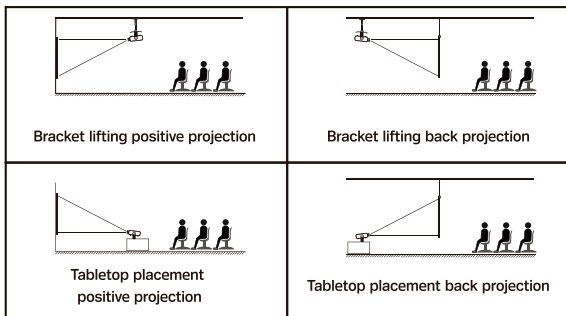 Bracket lifting positive projection
Bracket lifting back projection
Tabletop placement
positive projection
Tabletop placement back projection